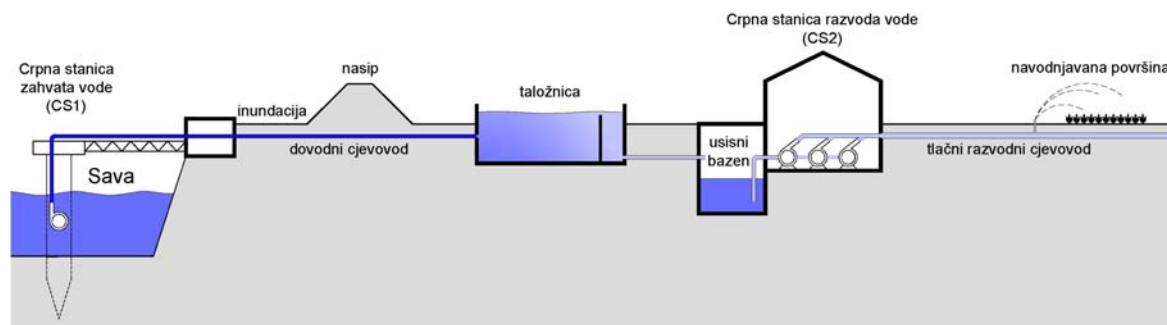 Crpna stanica
zahvata vode
(CS1)
inundacija
nasip
dovodni cjevovod
Sava
taložnica
usisni
bazen
Crpna stanica razvoda vode
(CS2)
navodnjavana površina
tlačni razvodni cjevovod